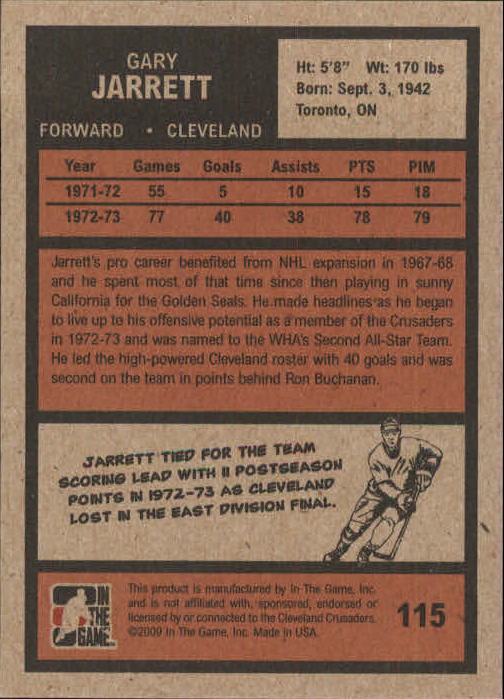 GARY
JARRETT
FORWARD • CLEVELAND
Ht: 5'8" Wt: 170 lbs
Born: Sept. 3, 1942
Toronto, ON
Year Games Goals Assists PTS PIM
1971-72 55 5 10 15 18
1972-73 77 40 38 78 79
Jarrett's pro career benefited from NHL expansion in 1967-68
and he spent most of that time since then playing in sunny
California for the Golden Seals. He made headlines as he began
to live up to his offensive potential as a member of the Crusaders
in 1972-73 and was named to the WHA's Second All-Star Team.
He led the high-powered Cleveland roster with 40 goals and was
second on the team in points behind Ron Buchanan.
JARRETT TIED FOR THE TEAM
SCORING LEAD WITH 11 POSTSEASON
POINTS IN 1972-73 AS CLEVELAND
LOST IN THE EAST DIVISION FINAL.
IN
THE
GAME
This product is manufactured by In The Game, Inc.
and is not affiliated with, sponsored, endorsed or
licensed by or connected to the Cleveland Crusaders.
©2009 In The Game, Inc. Made in USA.
115